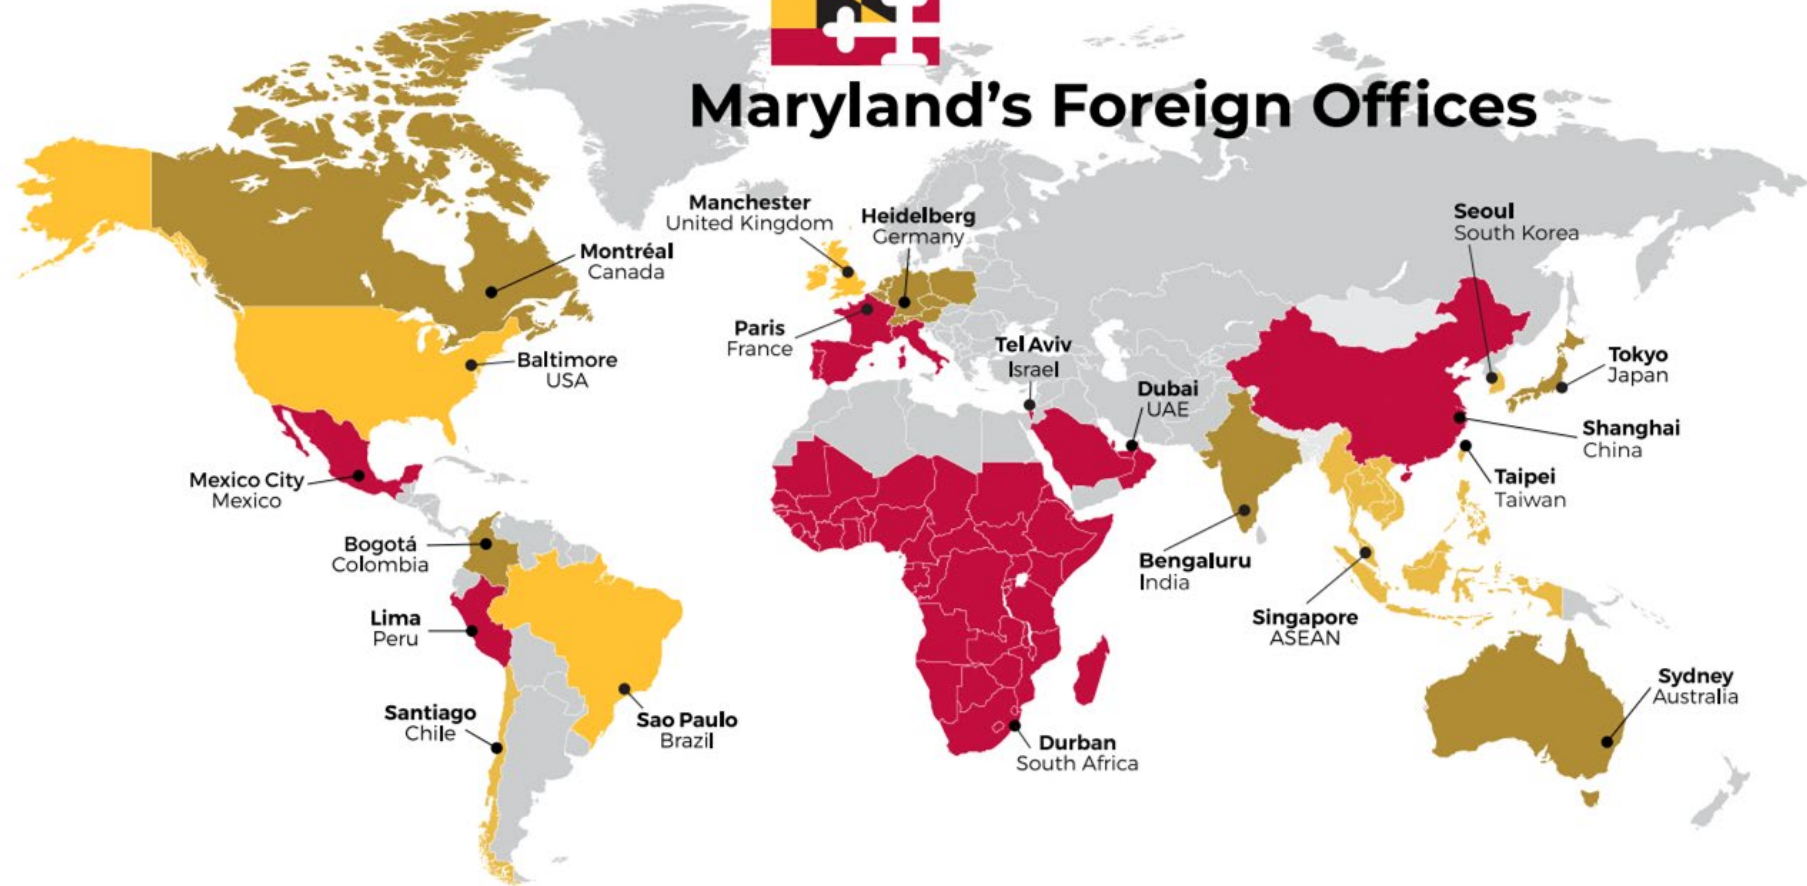 Maryland's Foreign Offices
Manchester
United Kingdom
Heidelberg
Germany
Seoul
South Korea
Montréal
Canada
Paris
France
Tel Aviv
Israel
Tokyo
Japan
Baltimore
USA
Dubai
UAE
Shanghai
China
Mexico City
Mexico
Taipei
Taiwan
Bogotá
Colombia
Bengaluru
India
Lima
Peru
Singapore
ASEAN
Sydney
Australia
Santiago
Chile
Sao Paulo
Brazil
Durban
South Africa